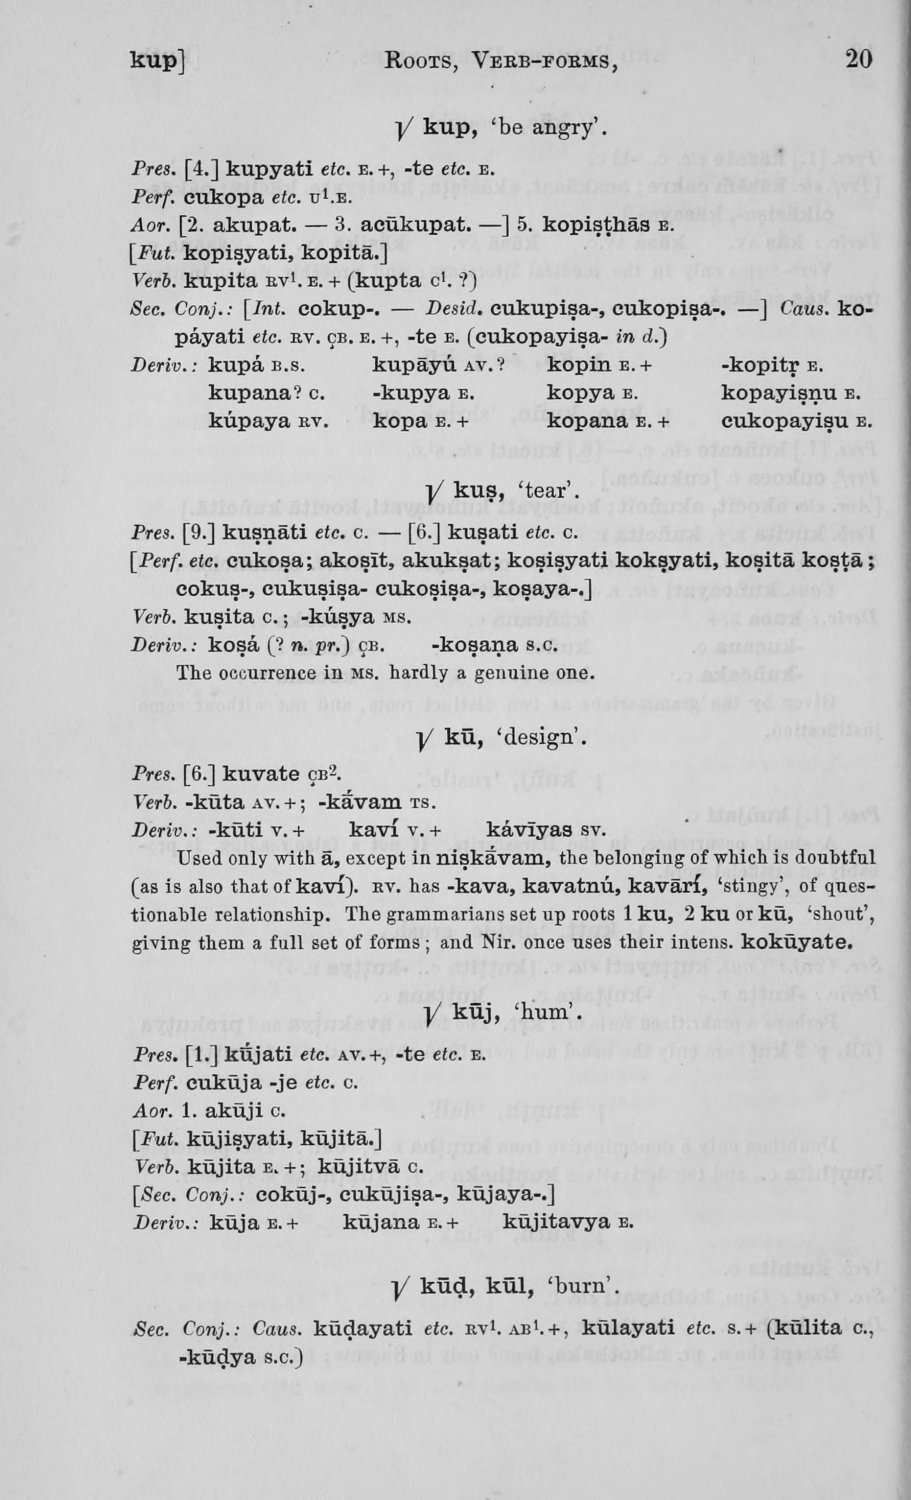 kup] Roots, Verb-forms, 20
√ kup, ‘be angry’.
Pres. [4.] kupyati etc. E.+, -te etc. E.
Perf. cukopa etc. U¹.E.
Aor. [2. akupat. — 3. acūkupat. —] 5. kopiṣṭhās E.
[Fut. kopiṣyati, kopitā.]
Verb. kupita RV¹. E. + (kupta C¹. ?)
Sec. Conj.: [Int. cokup-. — Desid. cukupiṣa-, cukopiṣa-. —] Caus. ko-
páyati etc. RV. ÇB. E. +, -te E. (cukopayiṣa- in d.)
Deriv.: kupá B.S. kupāyú AV.? kopin E. + -kopitṛ E.
kupana? C. -kupya E. kopya E. kopayiṣṇu E.
kúpaya RV. kopa E. + kopana E. + cukopayiṣu E.
√ kuṣ, ‘tear’.
Pres. [9.] kuṣṇāti etc. C. — [6.] kuṣati etc. C.
[Perf. etc. cukoṣa; akoṣīt, akukṣat; koṣiṣyati kokṣyati, koṣitā koṣṭā;
cokuṣ-, cukuṣiṣa- cukoṣiṣa-, koṣaya-.]
Verb. kuṣita C.; -kúṣya MS.
Deriv.: koṣá (? n. pr.) ÇB. -koṣaṇa S.C.
The occurrence in MS. hardly a genuine one.
√ kū, ‘design’.
Pres. [6.] kuvate ÇB².
Verb. -kūta AV. +; -kā́vam TS.
Deriv.: -kūti V. + kaví V. + kávīyas SV.
Used only with ā, except in niṣkā́vam, the belonging of which is doubtful
(as is also that of kaví). RV. has -kava, kavatnú, kavārí, ‘stingy’, of ques-
tionable relationship. The grammarians set up roots 1 ku, 2 ku or kū, ‘shout’,
giving them a full set of forms; and Nir. once uses their intens. kokūyate.
√ kūj, ‘hum’.
Pres. [1.] kū́jati etc. AV. +, -te etc. E.
Perf. cukūja -je etc. C.
Aor. 1. akūji C.
[Fut. kūjiṣyati, kūjitā.]
Verb. kūjita E. +; kūjitvā C.
[Sec. Conj.: cokūj-, cukūjiṣa-, kūjaya-.]
Deriv.: kūja E. + kūjana E. + kūjitavya E.
√ kūḍ, kūl, ‘burn’.
Sec. Conj.: Caus. kūḍayati etc. RV¹. AB¹. +, kūlayati etc. S. + (kūlita C.,
-kūḍya S.C.)